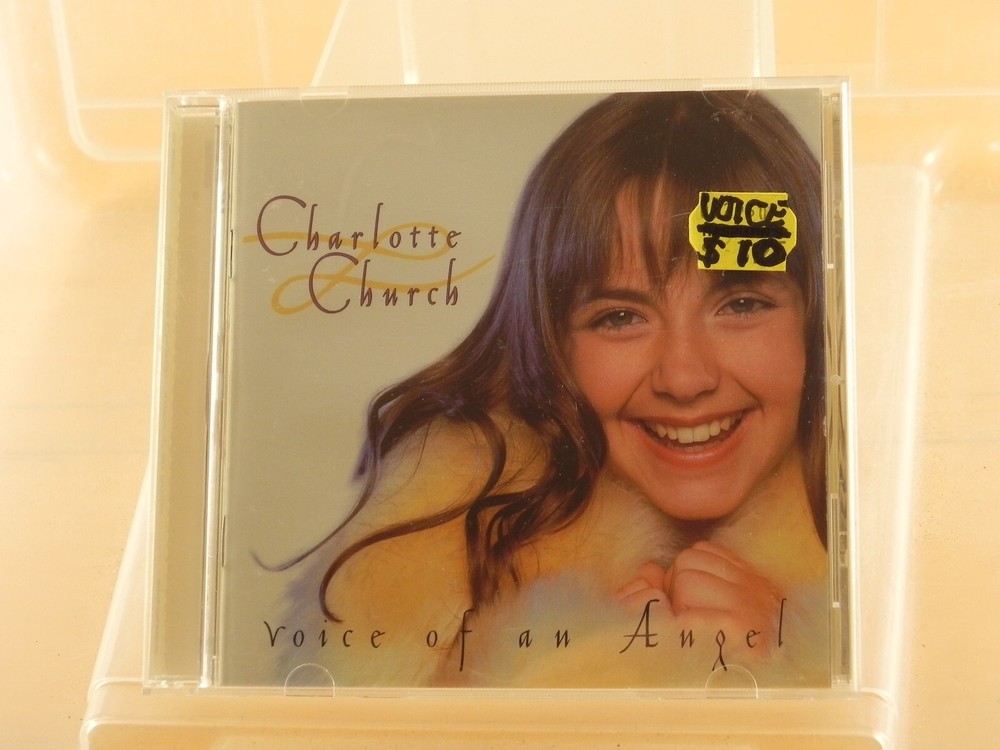 Charlotte
Church
VOICE
$10
voice of an Angel